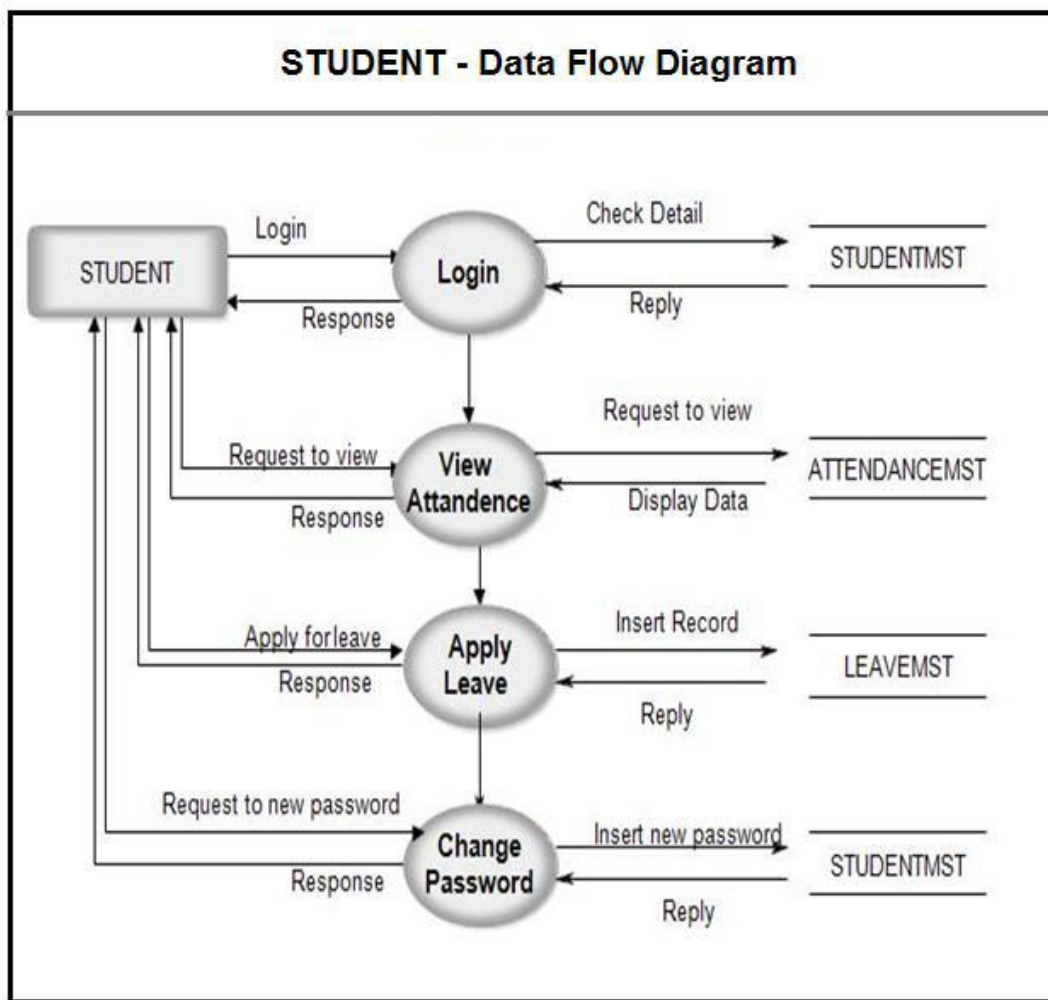 STUDENT - Data Flow Diagram
Login
Check Detail
STUDENT
Login
STUDENTMST
Response
Reply
Request to view
Request to view
View
Attandence
ATTENDANCEMST
Response
Display Data
Apply forleave
Insert Record
Apply
Leave
LEAVEMST
Response
Reply
Request to new password
Insert new password
Change
Password
STUDENTMST
Response
Reply